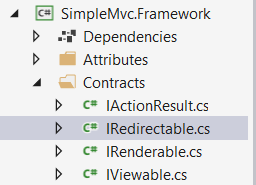 C# SimpleMvc.Framework
Dependencies
Attributes
Contracts
C# IActionResult.cs
C# IRedirectable.cs
C# IRenderable.cs
C# IViewable.cs